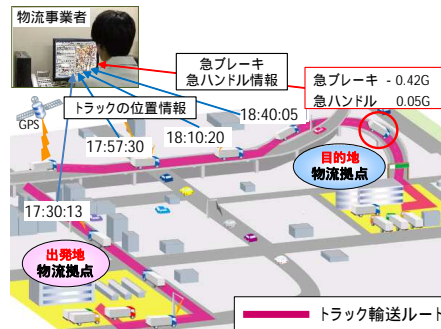 物流事業者
急ブレーキ
急ハンドル情報
急ブレーキ - 0.42G
急ハンドル 0.05G
トラックの位置情報
GPS
18:40:05
18:10:20
17:57:30
目的地
物流拠点
17:30:13
出発地
物流拠点
トラック輸送ルート